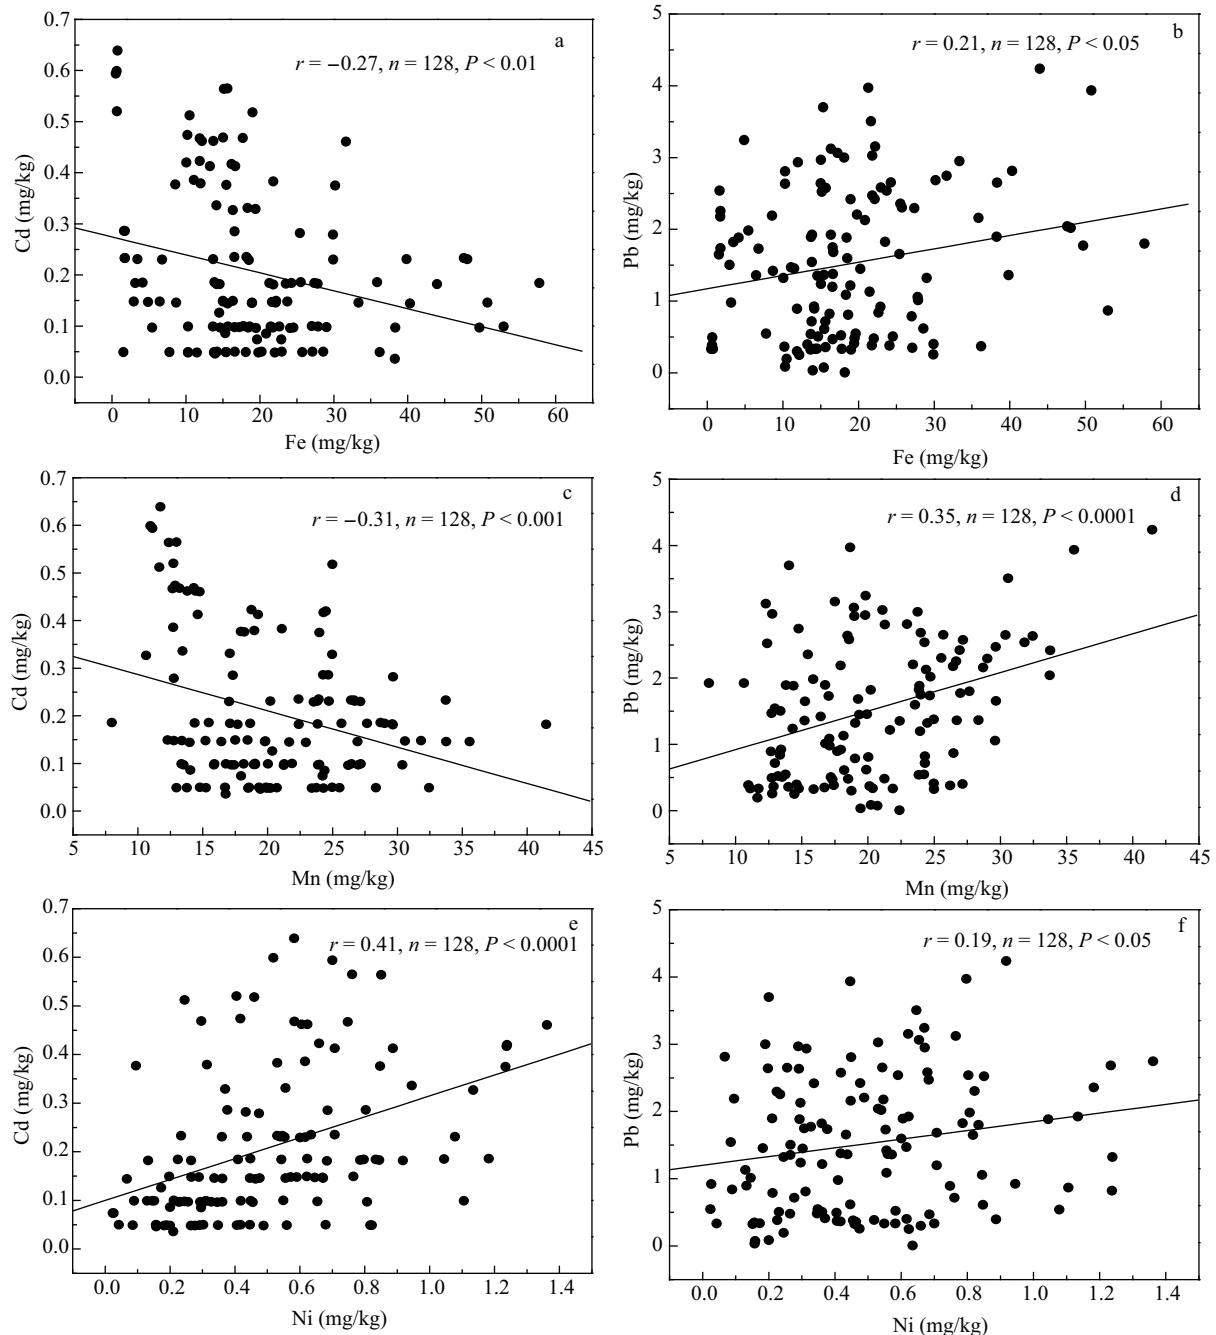 a
r = −0.27, n = 128, P < 0.01
0.7
0.6
0.5
0.4
0.3
0.2
0.1
0.0
Cd (mg/kg)
0 10 20 30 40 50 60
Fe (mg/kg)
b
r = 0.21, n = 128, P < 0.05
5
4
3
2
1
0
Pb (mg/kg)
0 10 20 30 40 50 60
Fe (mg/kg)
c
r = −0.31, n = 128, P < 0.001
0.7
0.6
0.5
0.4
0.3
0.2
0.1
0.0
Cd (mg/kg)
5 10 15 20 25 30 35 40 45
Mn (mg/kg)
d
r = 0.35, n = 128, P < 0.0001
5
4
3
2
1
0
Pb (mg/kg)
5 10 15 20 25 30 35 40 45
Mn (mg/kg)
e
r = 0.41, n = 128, P < 0.0001
0.7
0.6
0.5
0.4
0.3
0.2
0.1
0.0
Cd (mg/kg)
0.0 0.2 0.4 0.6 0.8 1.0 1.2 1.4
Ni (mg/kg)
f
r = 0.19, n = 128, P < 0.05
5
4
3
2
1
0
Pb (mg/kg)
0.0 0.2 0.4 0.6 0.8 1.0 1.2 1.4
Ni (mg/kg)